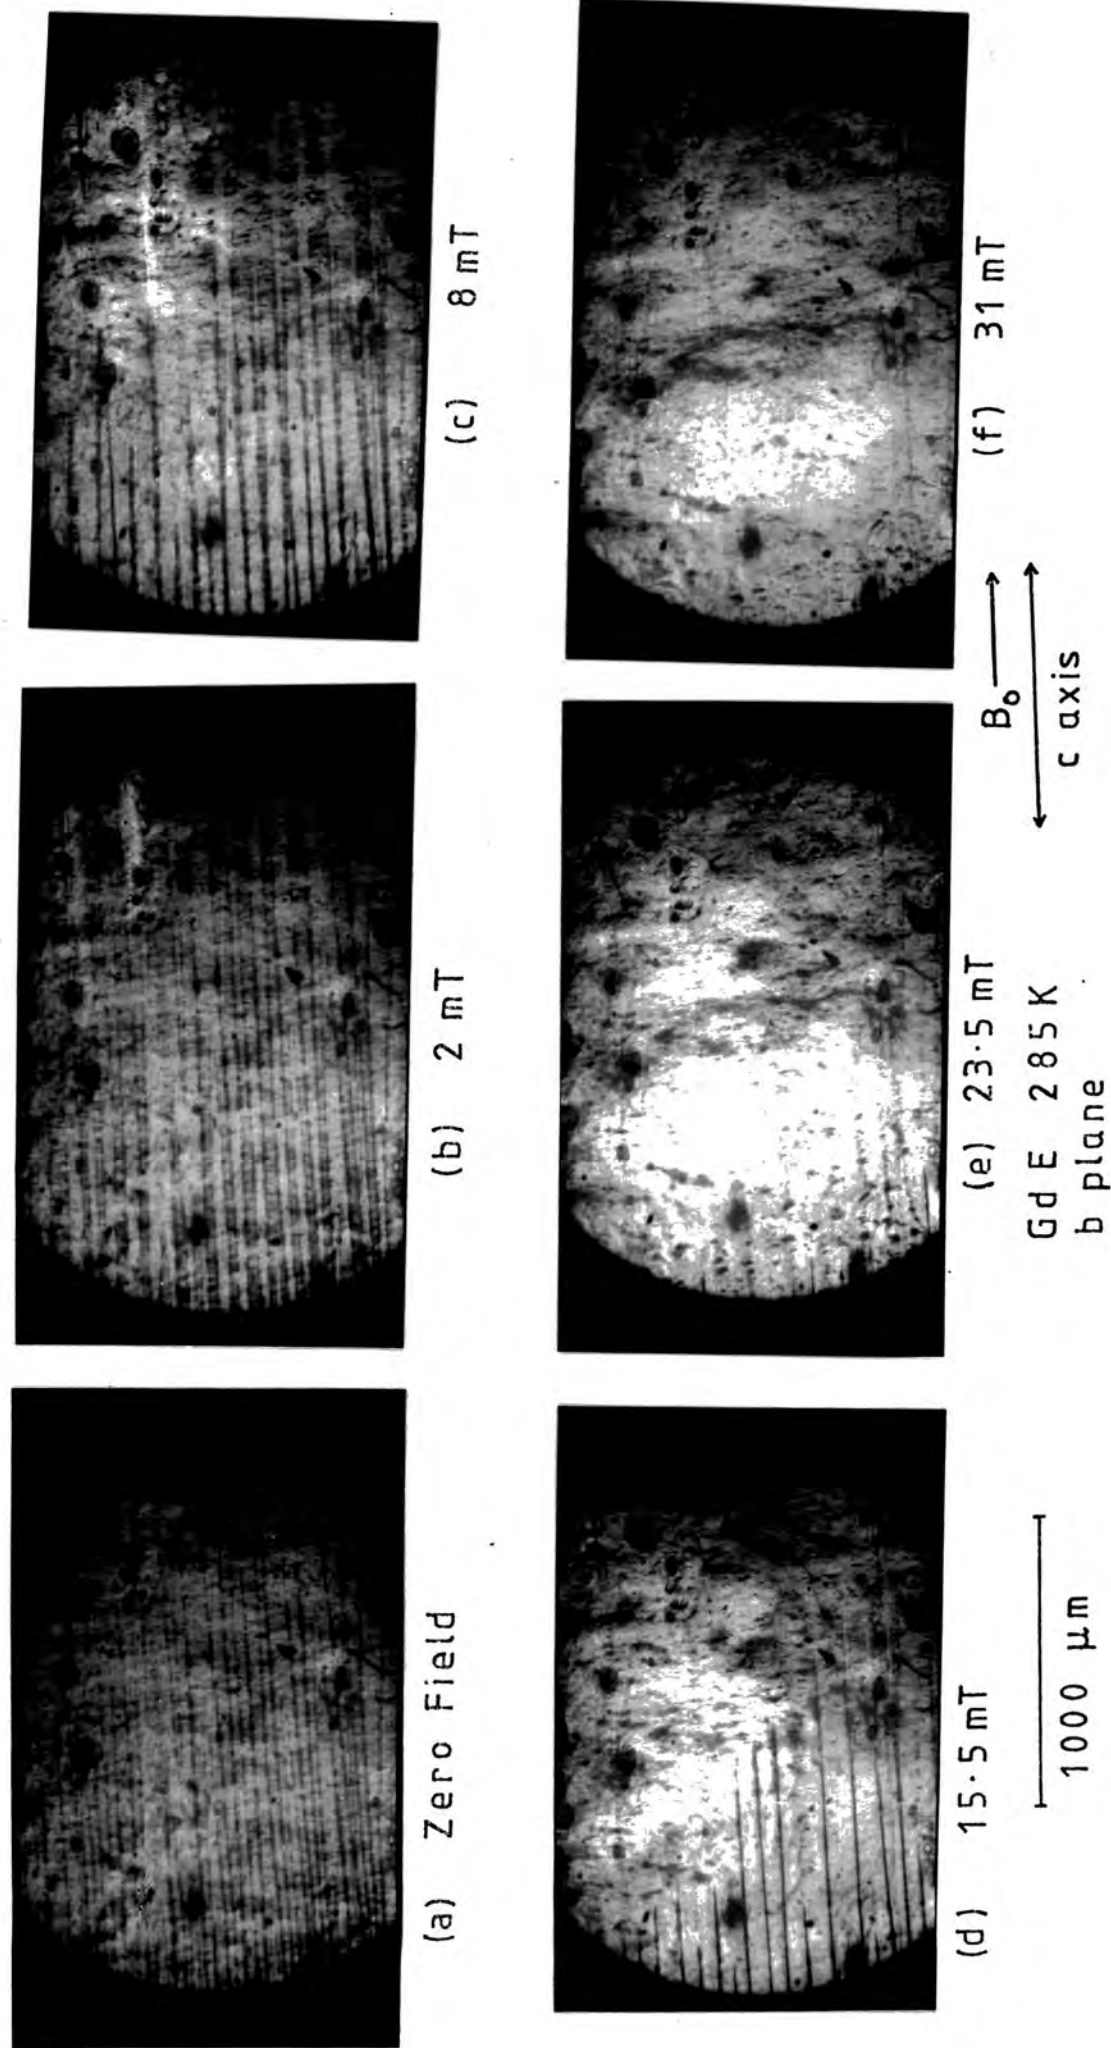 (a) Zero Field
(b) 2 mT
(c) 8 mT
(d) 15·5 mT
(e) 23·5 mT
(f) 31 mT
1000 µm
Gd E 285K
b plane
B₀
c axis